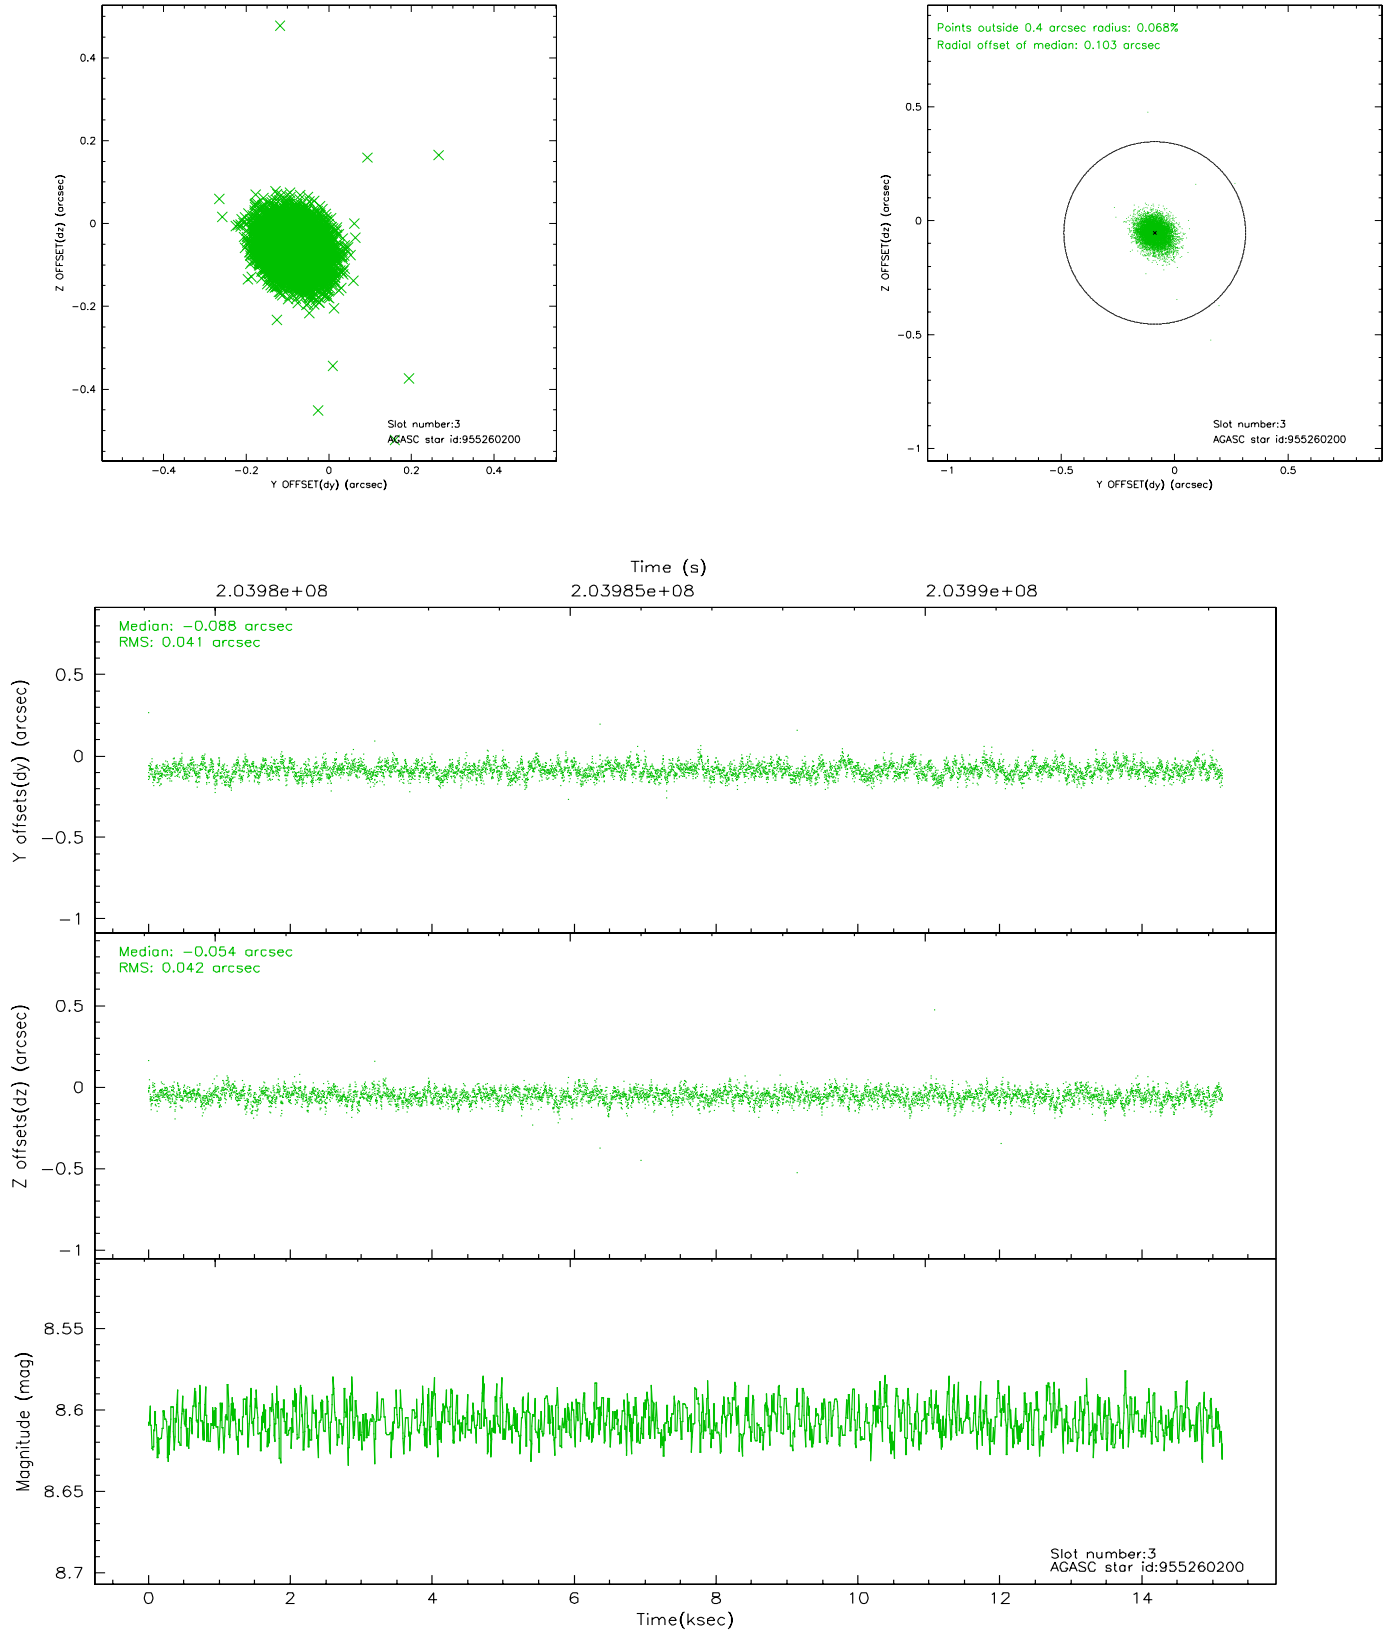 0.4
0.2
0
−0.2
−0.4
Z OFFSET(dz) (arcsec)
−0.4 −0.2 0 0.2 0.4
Y OFFSET(dy) (arcsec)
Slot number:3
AGASC star id:955260200
Points outside 0.4 arcsec radius: 0.068%
Radial offset of median: 0.103 arcsec
0.5
0
−0.5
−1
Z OFFSET(dz) (arcsec)
−1 −0.5 0 0.5
Y OFFSET(dy) (arcsec)
Slot number:3
AGASC star id:955260200
Time (s)
2.0398e+08 2.03985e+08 2.0399e+08
Median: −0.088 arcsec
RMS: 0.041 arcsec
0.5
0
−0.5
−1
Y offsets(dy) (arcsec)
Median: −0.054 arcsec
RMS: 0.042 arcsec
0.5
0
−0.5
−1
Z offsets(dz) (arcsec)
8.55
8.6
8.65
8.7
Magnitude (mag)
Slot number:3
AGASC star id:955260200
0 2 4 6 8 10 12 14
Time(ksec)